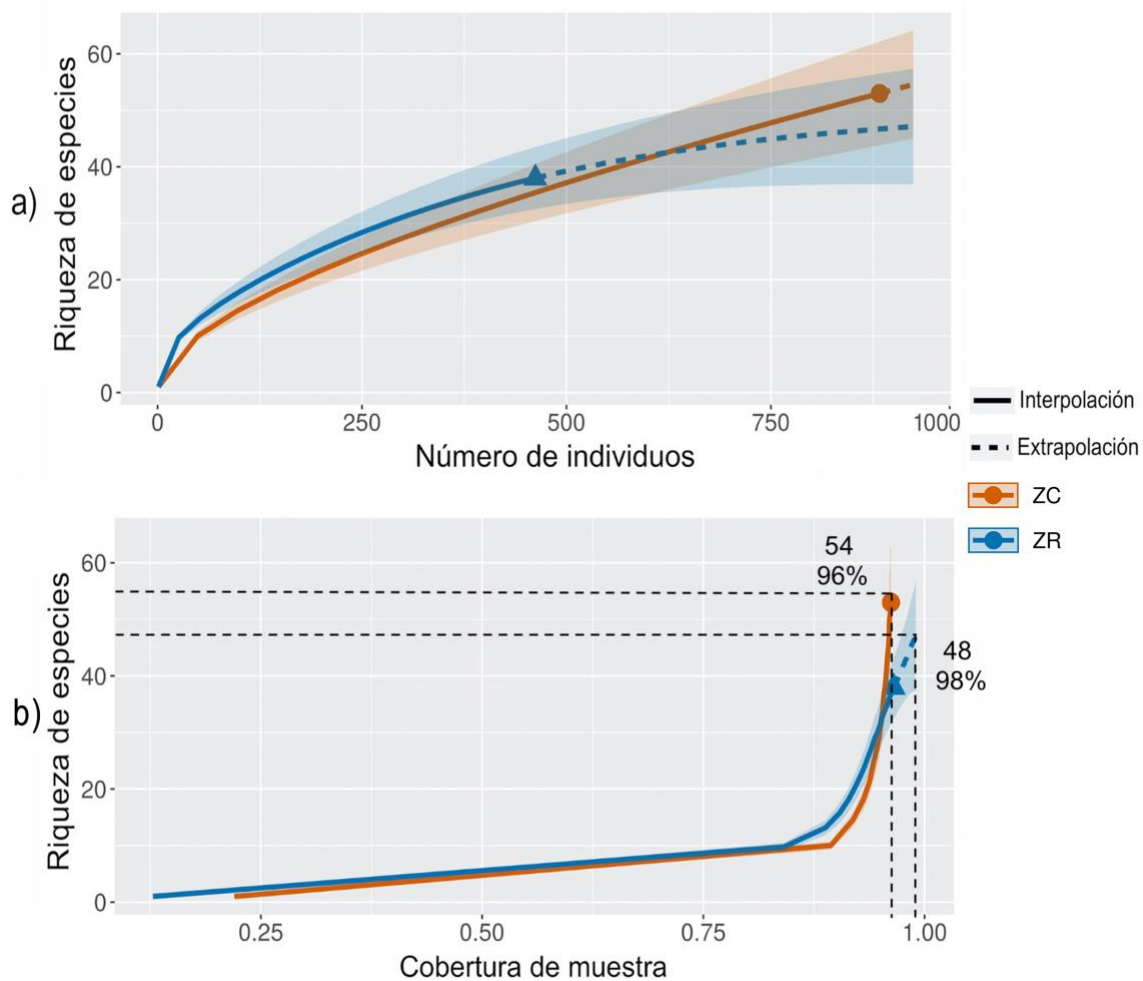 a)
Riqueza de especies
60
40
20
0
0 250 500 750 1000
Número de individuos
Interpolación
Extrapolación
ZC
ZR
b)
Riqueza de especies
60
40
20
0
54
96%
48
98%
0.25 0.50 0.75 1.00
Cobertura de muestra